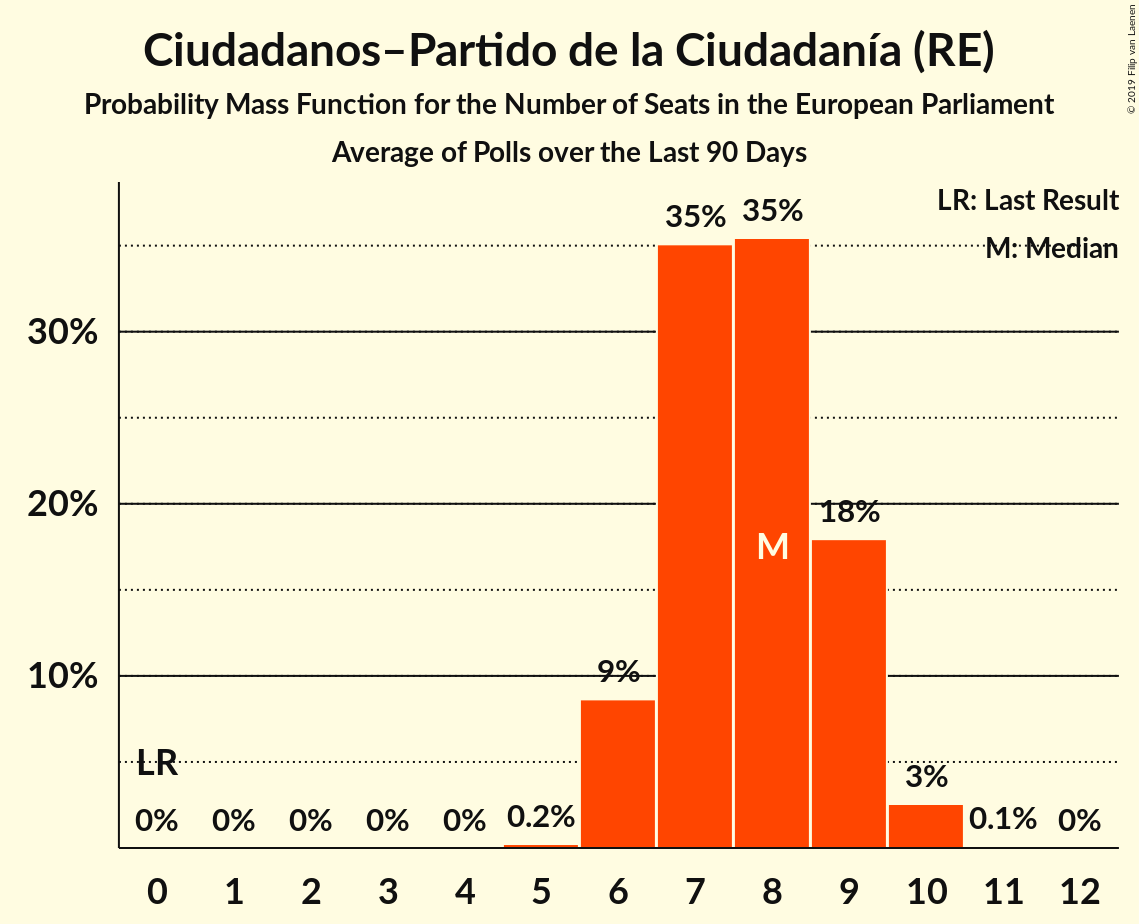 Ciudadanos–Partido de la Ciudadanía (RE)
Probability Mass Function for the Number of Seats in the European Parliament
Average of Polls over the Last 90 Days
© 2019 Filip van Laenen
LR: Last Result
M: Median
35% 35%
30%
20%
18%
M
10%
9%
LR
3%
0% 0% 0% 0% 0% 0.2% 0.1% 0%
0 1 2 3 4 5 6 7 8 9 10 11 12